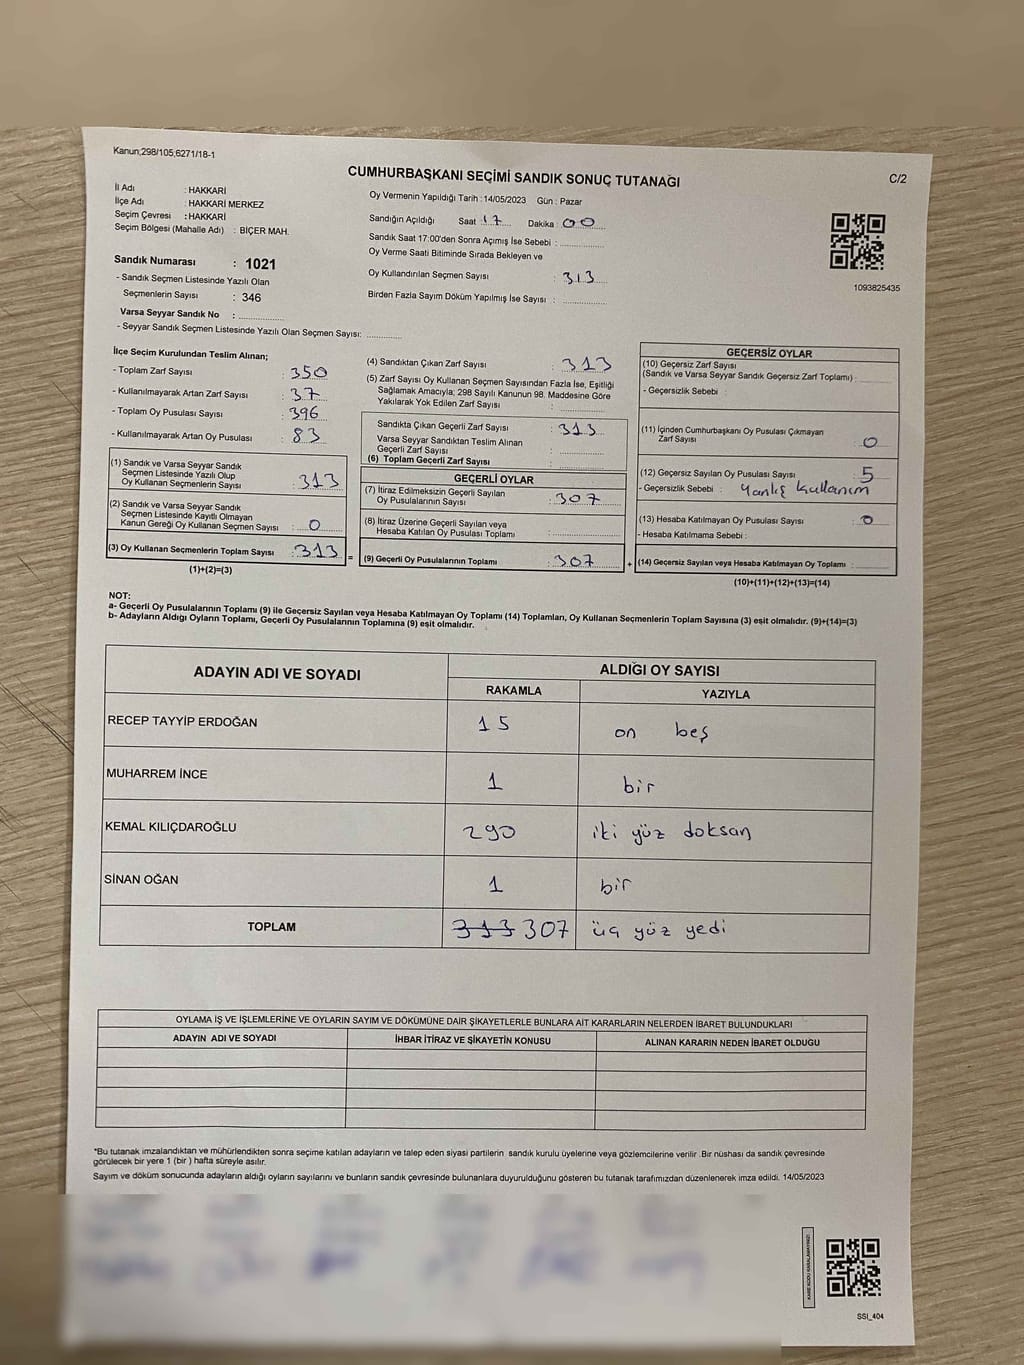 Kanun;298/105;6271/18-1
CUMHURBAŞKANI SEÇİMİ SANDIK SONUÇ TUTANAĞI
C/2
İl Adı : HAKKARİ
İlçe Adı : HAKKARİ MERKEZ
Seçim Çevresi : HAKKARİ
Seçim Bölgesi (Mahalle Adı) : BİÇER MAH.
Sandık Numarası : 1021
- Sandık Seçmen Listesinde Yazılı Olan
Seçmenlerin Sayısı : 346
Varsa Seyyar Sandık No :
- Seyyar Sandık Seçmen Listesinde Yazılı Olan Seçmen Sayısı:
Oy Vermenin Yapıldığı Tarih : 14/05/2023 Gün : Pazar
Sandığın Açıldığı Saat : 17 Dakika : 00
Sandık Saat 17:00'den Sonra Açımış İse Sebebi :
Oy Verme Saati Bitiminde Sırada Bekleyen ve
Oy Kullandırılan Seçmen Sayısı : 313
Birden Fazla Sayım Döküm Yapılmış İse Sayısı :
1093825435
İlçe Seçim Kurulundan Teslim Alınan;
- Toplam Zarf Sayısı : 350
- Kullanılmayarak Artan Zarf Sayısı : 37
- Toplam Oy Pusulası Sayısı : 396
- Kullanılmayarak Artan Oy Pusulası : 83
(1) Sandık ve Varsa Seyyar Sandık
Seçmen Listesinde Yazılı Olup
Oy Kullanan Seçmenlerin Sayısı : 313
(2) Sandık ve Varsa Seyyar Sandık
Seçmen Listesinde Kayıtlı Olmayan
Kanun Gereği Oy Kullanan Seçmen Sayısı : 0
(3) Oy Kullanan Seçmenlerin Toplam Sayısı : 313
(1)+(2)=(3)
(4) Sandıktan Çıkan Zarf Sayısı : 313
(5) Zarf Sayısı Oy Kullanan Seçmen Sayısından Fazla İse, Eşitliği
Sağlamak Amacıyla, 298 Sayılı Kanunun 98. Maddesine Göre
Yakılarak Yok Edilen Zarf Sayısı :
Sandıkta Çıkan Geçerli Zarf Sayısı : 313
Varsa Seyyar Sandıktan Teslim Alınan
Geçerli Zarf Sayısı :
(6) Toplam Geçerli Zarf Sayısı :
GEÇERLİ OYLAR
(7) İtiraz Edilmeksizin Geçerli Sayılan
Oy Pusulalarının Sayısı : 307
(8) İtiraz Üzerine Geçerli Sayılan veya
Hesaba Katılan Oy Pusulası Toplamı :
= (9) Geçerli Oy Pusulalarının Toplamı : 307 +
GEÇERSİZ OYLAR
(10) Geçersiz Zarf Sayısı
(Sandık ve Varsa Seyyar Sandık Geçersiz Zarf Toplamı) :
- Geçersizlik Sebebi :
(11) İçinden Cumhurbaşkanı Oy Pusulası Çıkmayan
Zarf Sayısı : 0
(12) Geçersiz Sayılan Oy Pusulası Sayısı : 5
- Geçersizlik Sebebi : Yanlış kullanım
(13) Hesaba Katılmayan Oy Pusulası Sayısı : 0
- Hesaba Katılmama Sebebi :
(14) Geçersiz Sayılan veya Hesaba Katılmayan Oy Toplamı :
(10)+(11)+(12)+(13)=(14)
NOT:
a- Geçerli Oy Pusulalarının Toplamı (9) ile Geçersiz Sayılan veya Hesaba Katılmayan Oy Toplamı (14) Toplamları, Oy Kullanan Seçmenlerin Toplam Sayısına (3) eşit olmalıdır. (9)+(14)=(3)
b- Adayların Aldığı Oyların Toplamı, Geçerli Oy Pusulalarının Toplamına (9) eşit olmalıdır.
ADAYIN ADI VE SOYADI ALDIĞI OY SAYISI
RAKAMLA YAZIYLA
RECEP TAYYİP ERDOĞAN 15 on beş
MUHARREM İNCE 1 bir
KEMAL KILIÇDAROĞLU 290 iki yüz doksan
SİNAN OĞAN 1 bir
TOPLAM 313 307 üç yüz yedi
OYLAMA İŞ VE İŞLEMLERİNE VE OYLARIN SAYIM VE DÖKÜMÜNE DAİR ŞİKAYETLERLE BUNLARA AİT KARARLARIN NELERDEN İBARET BULUNDUKLARI
ADAYIN ADI VE SOYADI İHBAR İTİRAZ VE ŞİKAYETİN KONUSU ALINAN KARARIN NEDEN İBARET OLDUĞU
*Bu tutanak imzalandıktan ve mühürlendikten sonra seçime katılan adayların ve talep eden siyasi partilerin sandık kurulu üyelerine veya gözlemcilerine verilir. Bir nüshası da sandık çevresinde
görülecek bir yere 1 (bir) hafta süreyle asılır.
Sayım ve döküm sonucunda adayların aldığı oyların sayılarını ve bunların sandık çevresinde bulunanlara duyurulduğunu gösteren bu tutanak tarafımızdan düzenlenerek imza edildi. 14/05/2023
KARE KODU KARALAMAYINIZ!
SSI_404